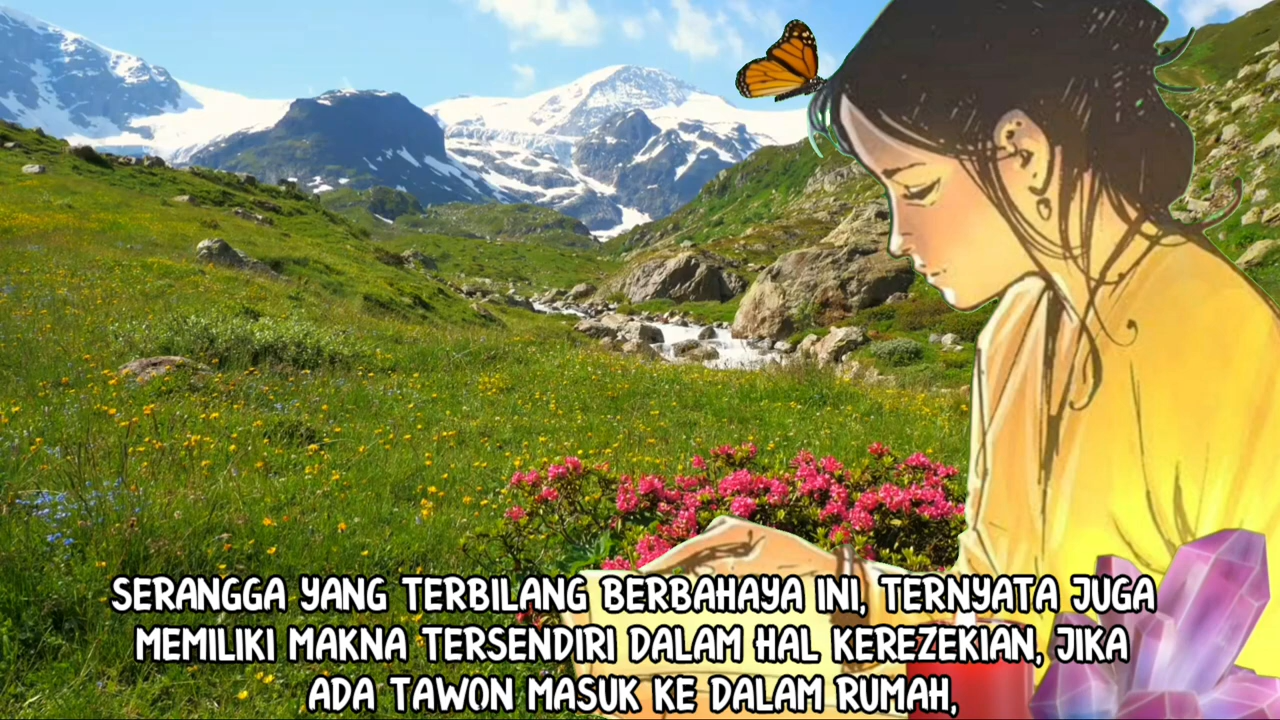 SERANGGA YANG TERBILANG BERBAHAYA INI, TERNYATA JUGA
MEMILIKI MAKNA TERSENDIRI DALAM HAL KEREZEKIAN, JIKA
ADA TAWON MASUK KE DALAM RUMAH,